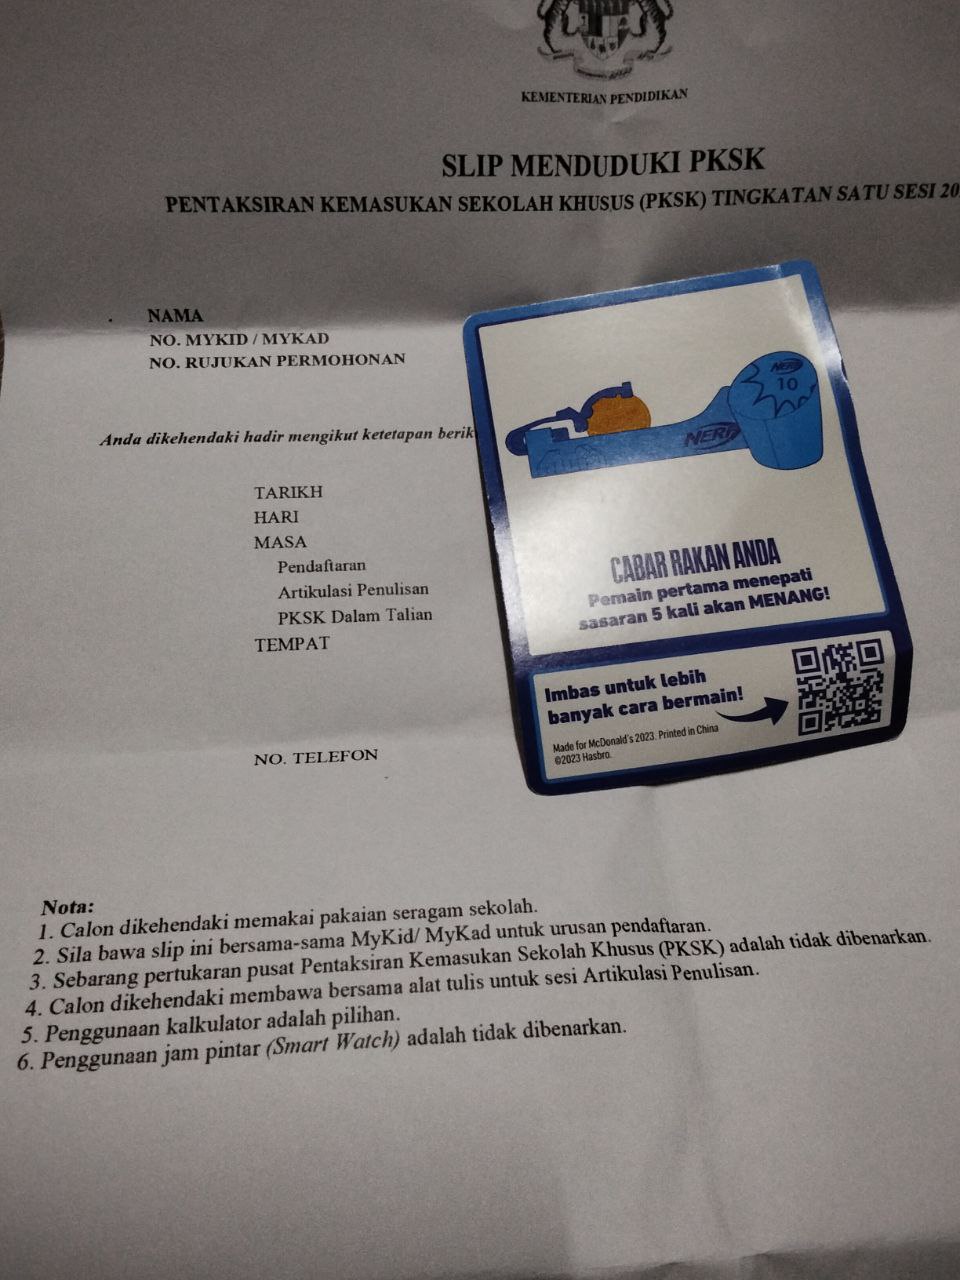 KEMENTERIAN PENDIDIKAN
SLIP MENDUDUKI PKSK
PENTAKSIRAN KEMASUKAN SEKOLAH KHUSUS (PKSK) TINGKATAN SATU SESI 20
NAMA
NO. MYKID / MYKAD
NO. RUJUKAN PERMOHONAN
Anda dikehendaki hadir mengikut ketetapan berik
TARIKH
HARI
MASA
Pendaftaran
Artikulasi Penulisan
PKSK Dalam Talian
TEMPAT
NO. TELEFON
NERF
10
NERF
CABAR RAKAN ANDA
Pemain pertama menepati
sasaran 5 kali akan MENANG!
Imbas untuk lebih
banyak cara bermain!
Made for McDonald's 2023. Printed in China
©2023 Hasbro.
Nota:
1. Calon dikehendaki memakai pakaian seragam sekolah.
2. Sila bawa slip ini bersama-sama MyKid/ MyKad untuk urusan pendaftaran.
3. Sebarang pertukaran pusat Pentaksiran Kemasukan Sekolah Khusus (PKSK) adalah tidak dibenarkan.
4. Calon dikehendaki membawa bersama alat tulis untuk sesi Artikulasi Penulisan.
5. Penggunaan kalkulator adalah pilihan.
6. Penggunaan jam pintar (Smart Watch) adalah tidak dibenarkan.